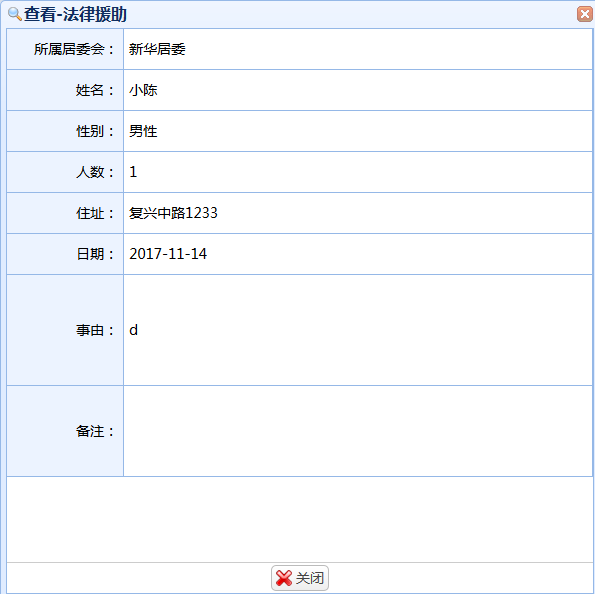 查看-法律援助
所属居委会： 新华居委
姓名： 小陈
性别： 男性
人数： 1
住址： 复兴中路1233
日期： 2017-11-14
事由： d
备注：
关闭